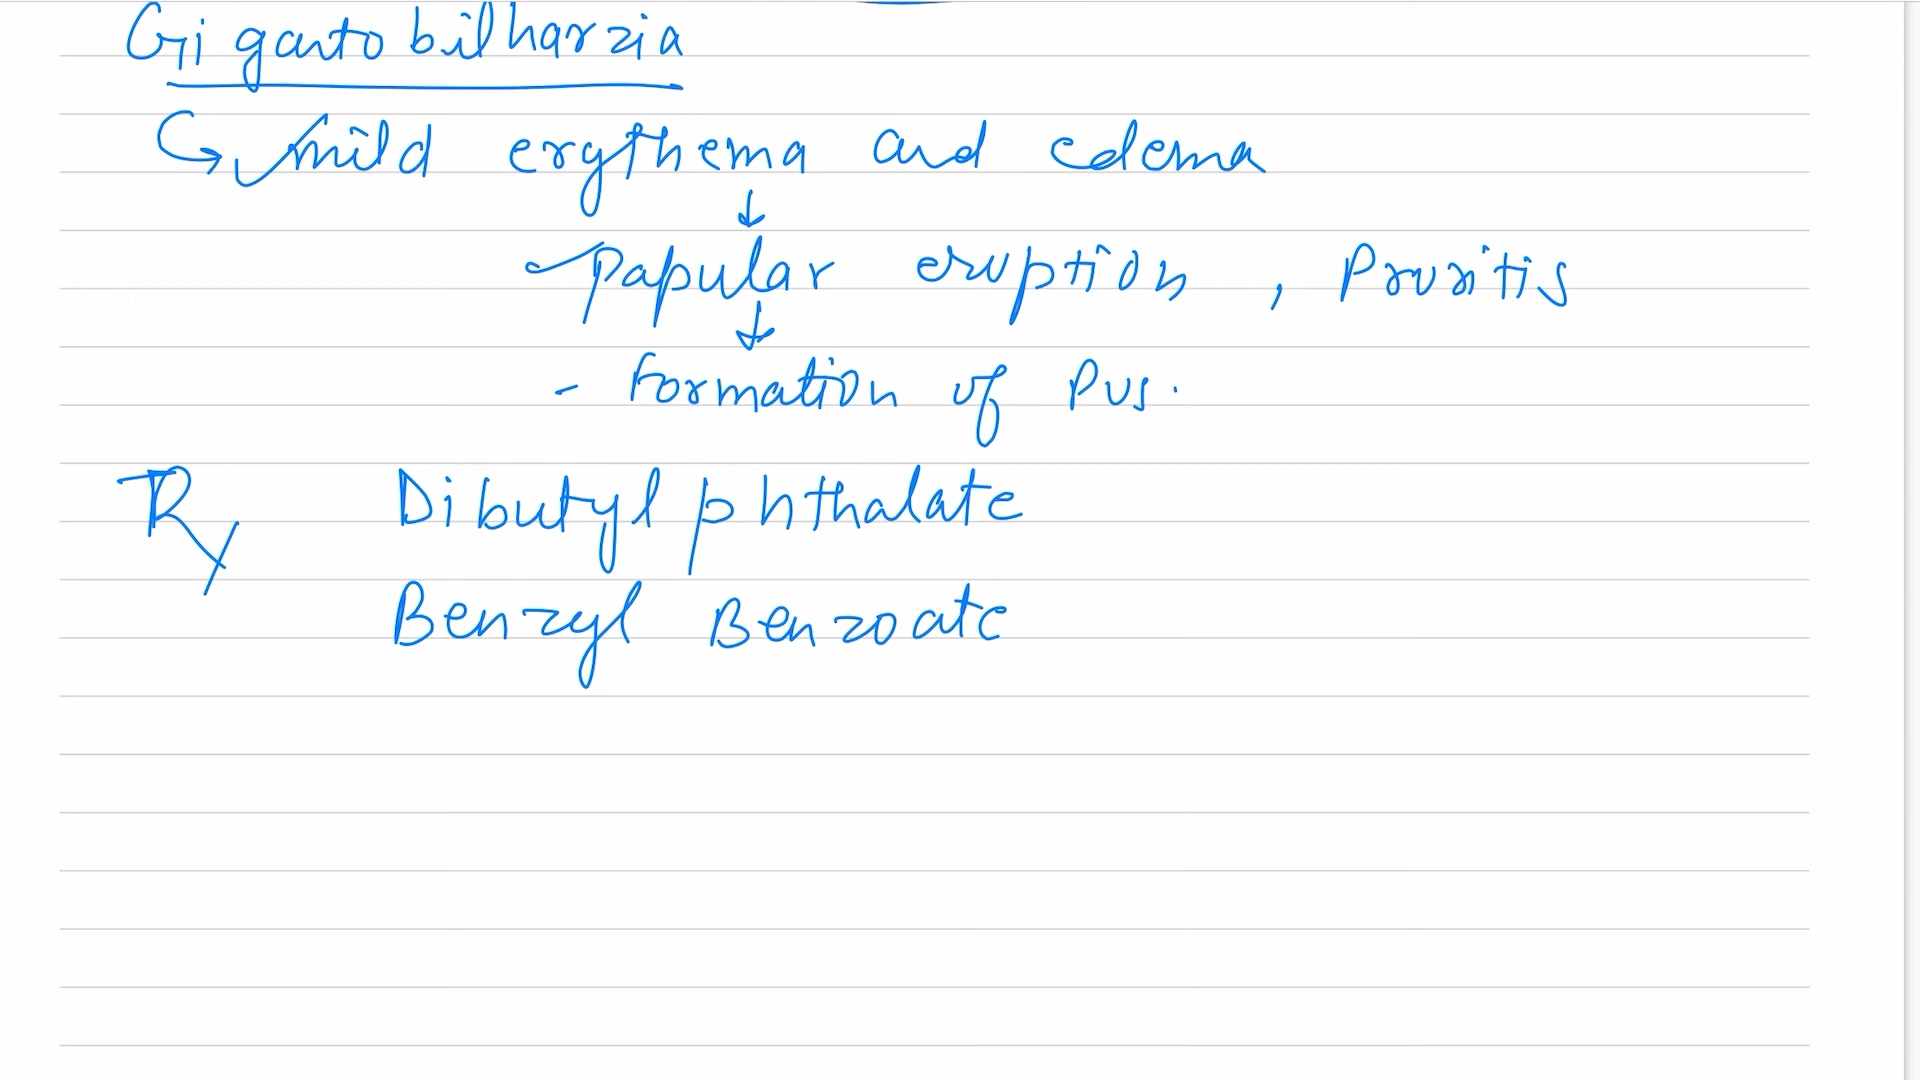 Gigantobilharzia
↳ mild erythema and edema
↓
- Papular eruption , Pruritis
↓
- Formation of Pus.
Rx Dibutyl phthalate
Benzyl Benzoate